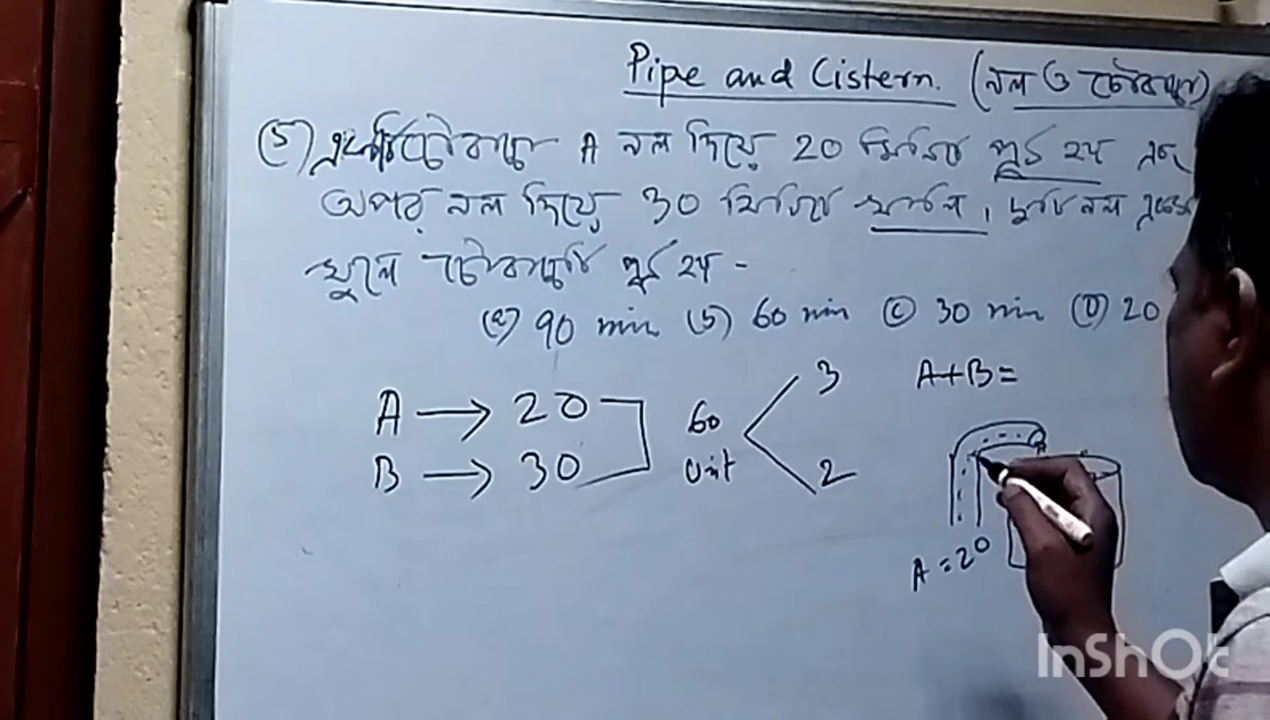 Pipe and Cistern. (নল ও চৌবাচ্চা)
(5) একটি চৌবাচ্চা A নল দিয়ে 20 মিনিটে পূর্ণ হয় এবং
অপর নল দিয়ে 30 মিনিটে খালি। দুটি নল একত্রে
খুলে চৌবাচ্চাটি পূর্ণ হয় -
(a) 90 min (b) 60 min (c) 30 min (D) 20
A → 20
B → 30
60
Unit
3
2
A+B=
A = 20
InShOt